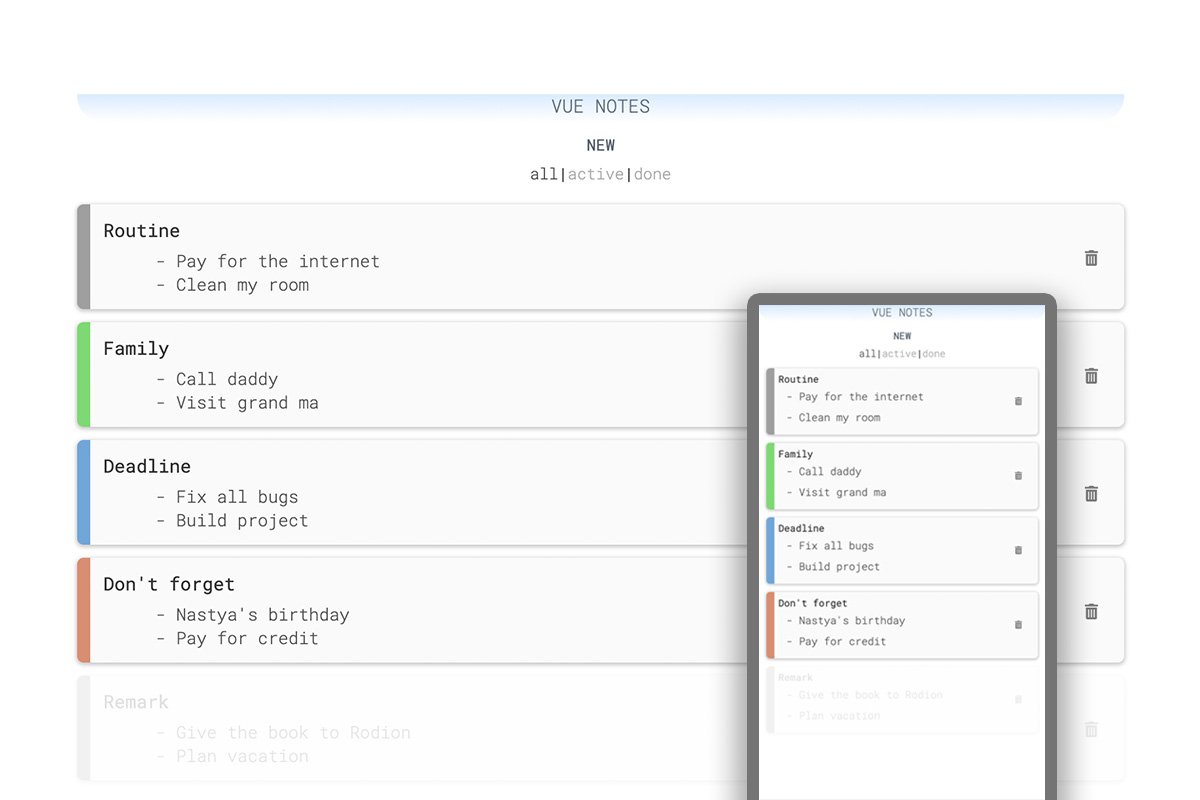 VUE NOTES
NEW
all|active|done
Routine
- Pay for the internet
- Clean my room
Family
- Call daddy
- Visit grand ma
Deadline
- Fix all bugs
- Build project
Don't forget
- Nastya's birthday
- Pay for credit
Remark
- Give the book to Rodion
- Plan vacation
VUE NOTES
NEW
all|active|done
Routine
- Pay for the internet
- Clean my room
Family
- Call daddy
- Visit grand ma
Deadline
- Fix all bugs
- Build project
Don't forget
- Nastya's birthday
- Pay for credit
Remark
- Give the book to Rodion
- Plan vacation